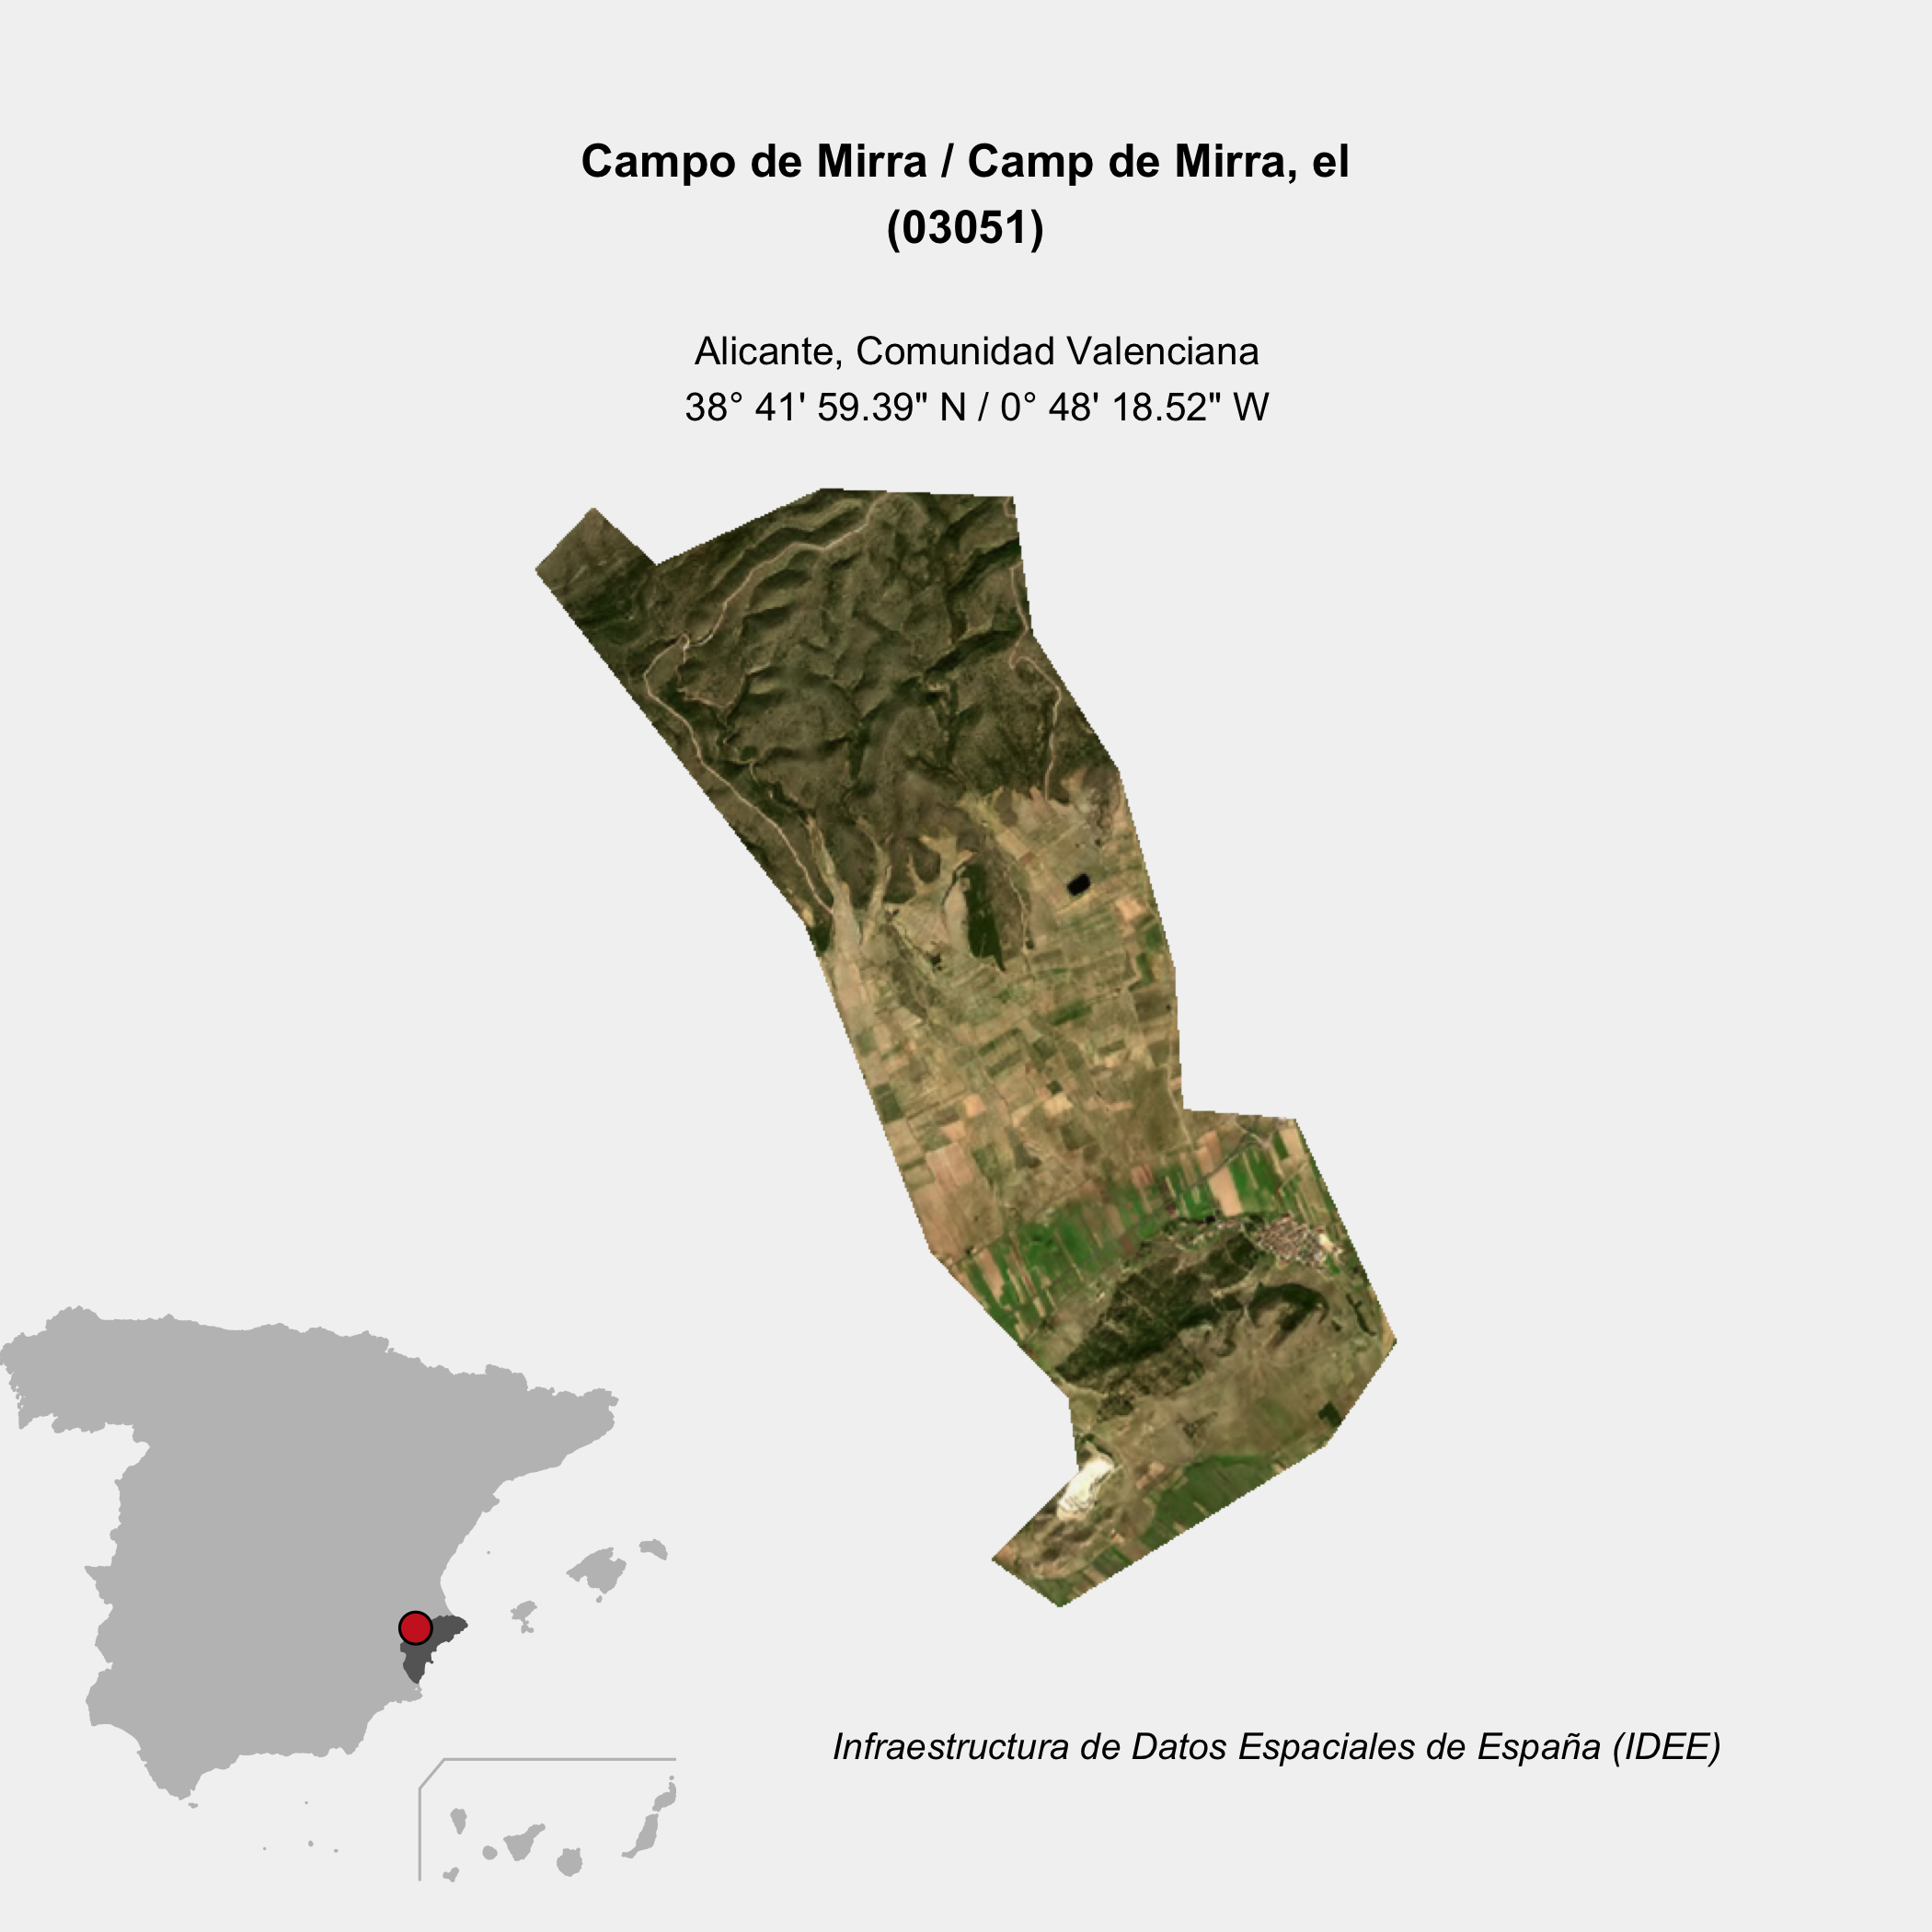 Campo de Mirra / Camp de Mirra, el
(03051)
Alicante, Comunidad Valenciana
38° 41' 59.39" N / 0° 48' 18.52" W
Infraestructura de Datos Espaciales de España (IDEE)